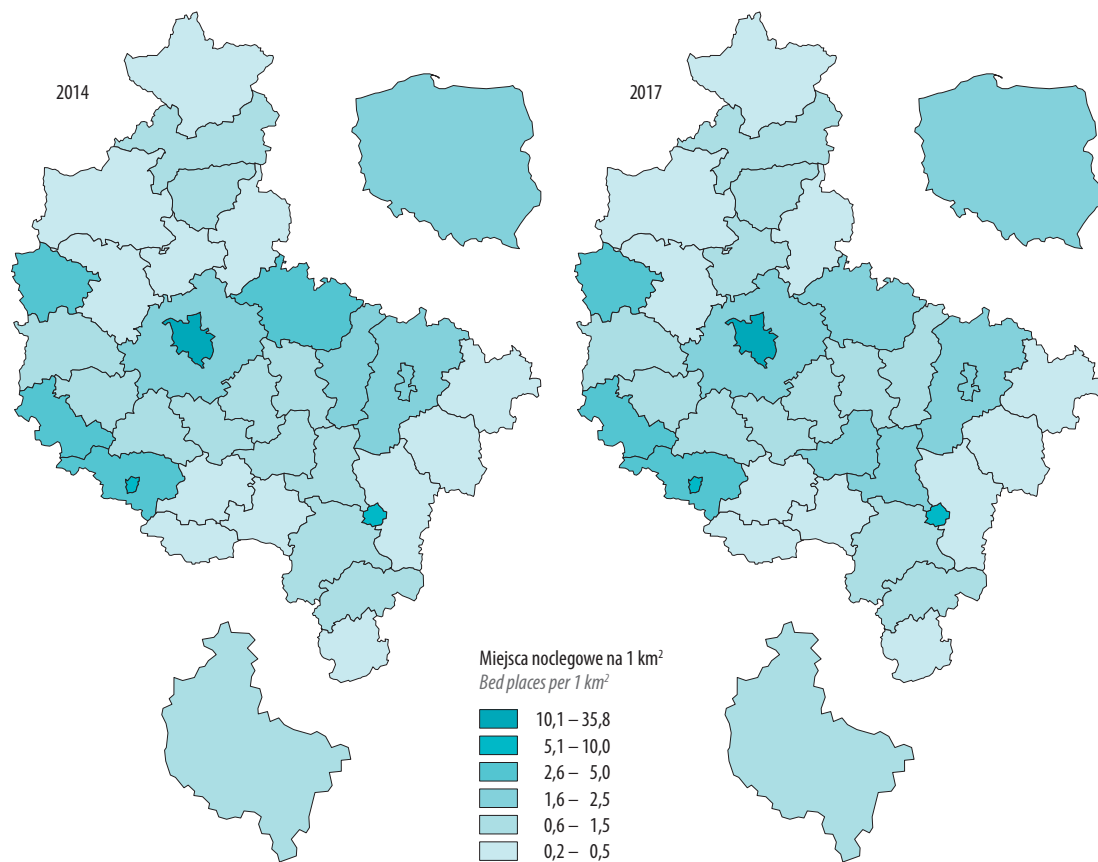 2014
2017
Miejsca noclegowe na 1 km²
Bed places per 1 km²
10,1 – 35,8
5,1 – 10,0
2,6 – 5,0
1,6 – 2,5
0,6 – 1,5
0,2 – 0,5